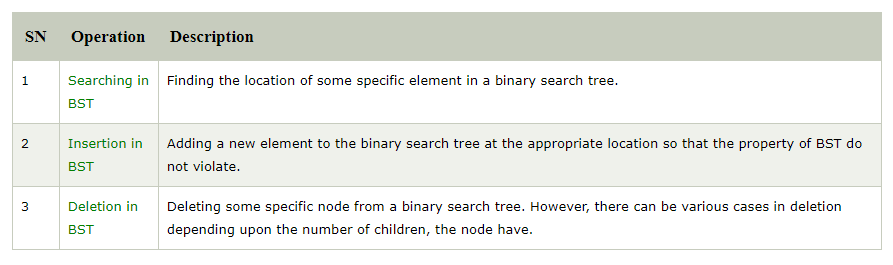 SN Operation Description
1 Searching in BST Finding the location of some specific element in a binary search tree.
2 Insertion in BST Adding a new element to the binary search tree at the appropriate location so that the property of BST do
not violate.
3 Deletion in BST Deleting some specific node from a binary search tree. However, there can be various cases in deletion
depending upon the number of children, the node have.